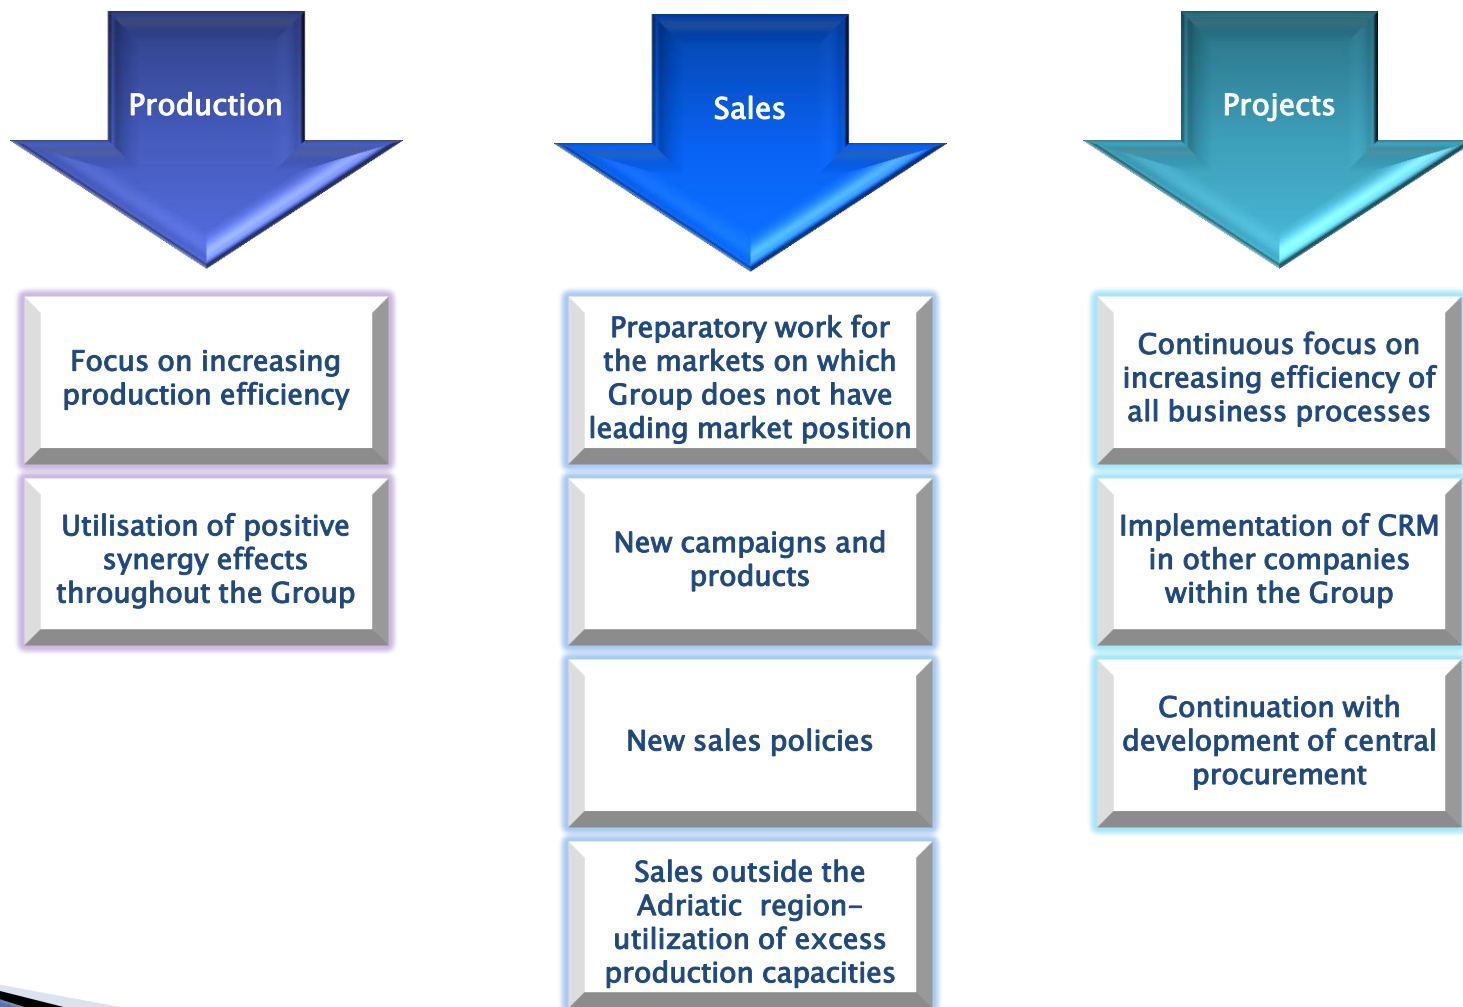 Production
Focus on increasing
production efficiency
Utilisation of positive
synergy effects
throughout the Group
Sales
Preparatory work for
the markets on which
Group does not have
leading market position
New campaigns and
products
New sales policies
Sales outside the
Adriatic  region-
utilization of excess
production capacities
Projects
Continuous focus on
increasing efficiency of
all business processes
Implementation of CRM
in other companies
within the Group
Continuation with
development of central
procurement